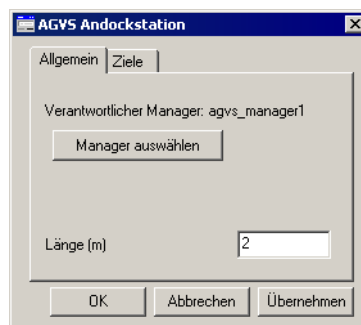 AGVS Andockstation
Allgemein Ziele
Verantwortlicher Manager: agvs_manager1
Manager auswählen
Länge (m) 2
OK Abbrechen Übernehmen